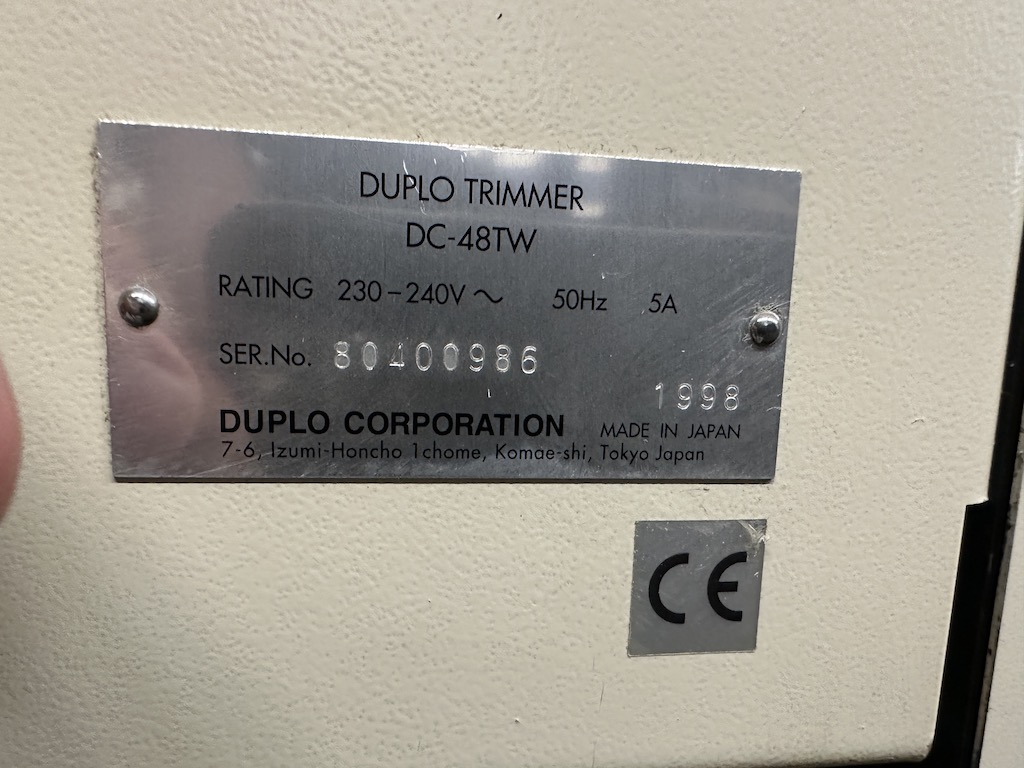 DUPLO TRIMMER
DC-48TW
RATING 230-240V ~ 50Hz 5A
SER.No. 80400986
1998
DUPLO CORPORATION MADE IN JAPAN
7-6, Izumi-Honcho 1chome, Komae-shi, Tokyo Japan
CE